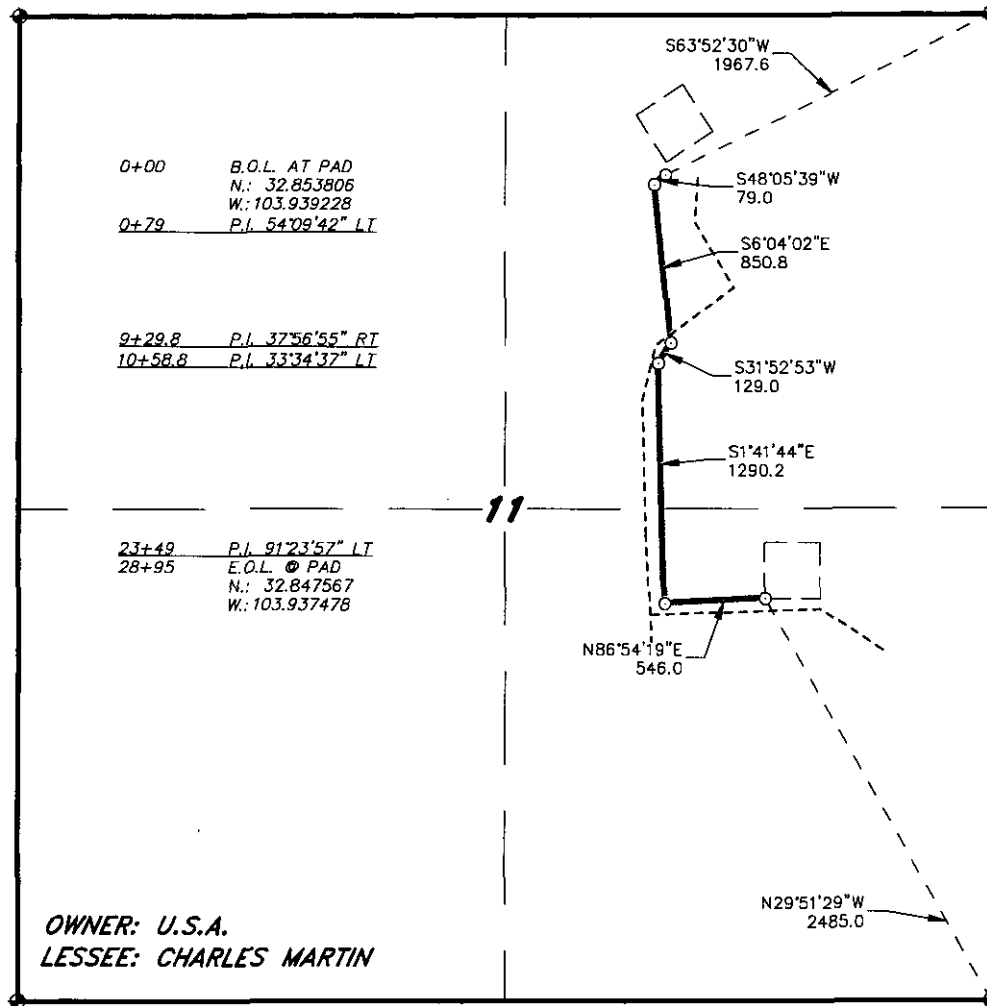 S63°52'30"W
1967.6
0+00 B.O.L. AT PAD
N.: 32.853806
W.: 103.939228
0+79 P.I. 54°09'42" LT
S48°05'39"W
79.0
S6°04'02"E
850.8
9+29.8 P.I. 37°56'55" RT
10+58.8 P.I. 33°34'37" LT
S31°52'53"W
129.0
S1°41'44"E
1290.2
11
23+49 P.I. 91°23'57" LT
28+95 E.O.L. @ PAD
N.: 32.847567
W.: 103.937478
N86°54'19"E
546.0
N29°51'29"W
2485.0
OWNER: U.S.A.
LESSEE: CHARLES MARTIN